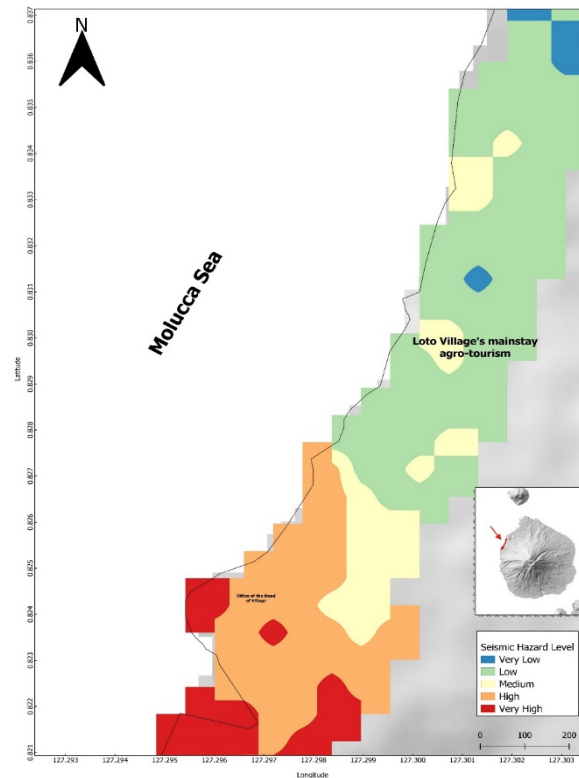 N
0.837
0.836
0.835
0.834
0.833
0.832
0.831
0.830
0.829
0.828
0.827
0.826
0.825
0.824
0.823
0.822
0.821
Latitude
Molucca Sea
Loto Village's mainstay
agro-tourism
Office of the Head
of Village
Seismic Hazard Level
Very Low
Low
Medium
High
Very High
0 100 200
127.293 127.294 127.295 127.296 127.297 127.298 127.299 127.300 127.301 127.302 127.303
Longitude